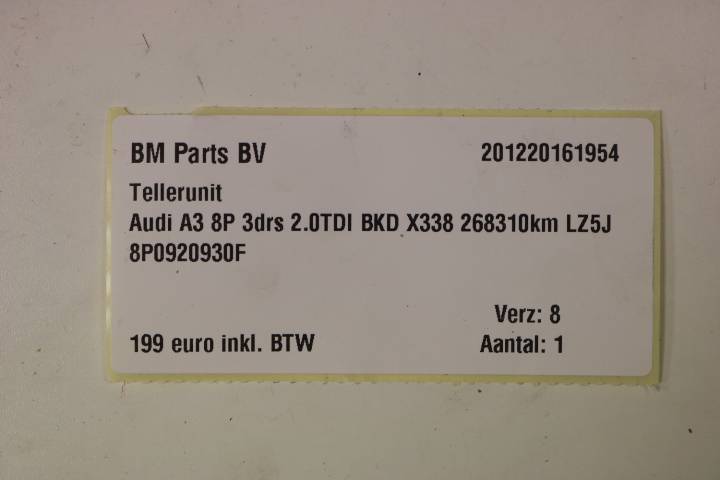 BM Parts BV 201220161954
Tellerunit
Audi A3 8P 3drs 2.0TDI BKD X338 268310km LZ5J
8P0920930F
Verz: 8
199 euro inkl. BTW Aantal: 1